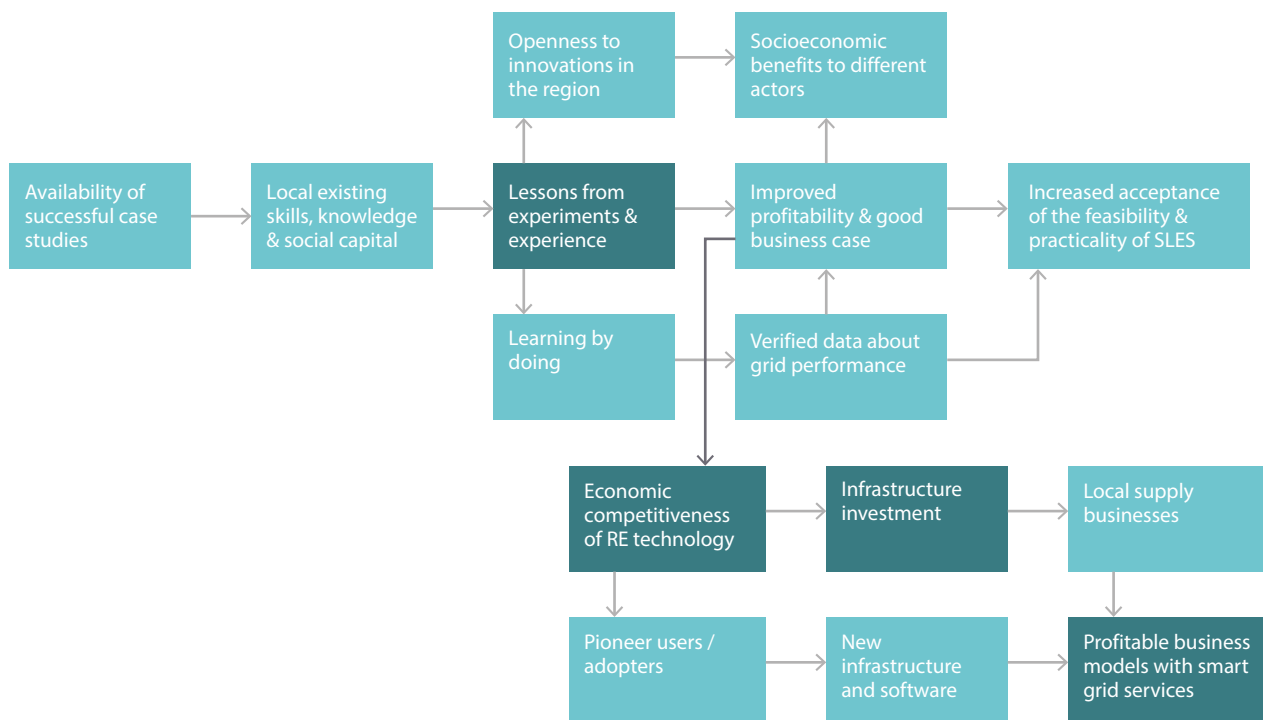 Openness to
innovations in
the region
Socioeconomic
benefits to different
actors
Availability of
successful case
studies
Local existing
skills, knowledge
& social capital
Lessons from
experiments &
experience
Improved
profitability & good
business case
Increased acceptance
of the feasibility &
practicality of SLES
Learning by
doing
Verified data about
grid performance
Economic
competitiveness
of RE technology
Infrastructure
investment
Local supply
businesses
Pioneer users /
adopters
New
infrastructure
and software
Profitable business
models with smart
grid services